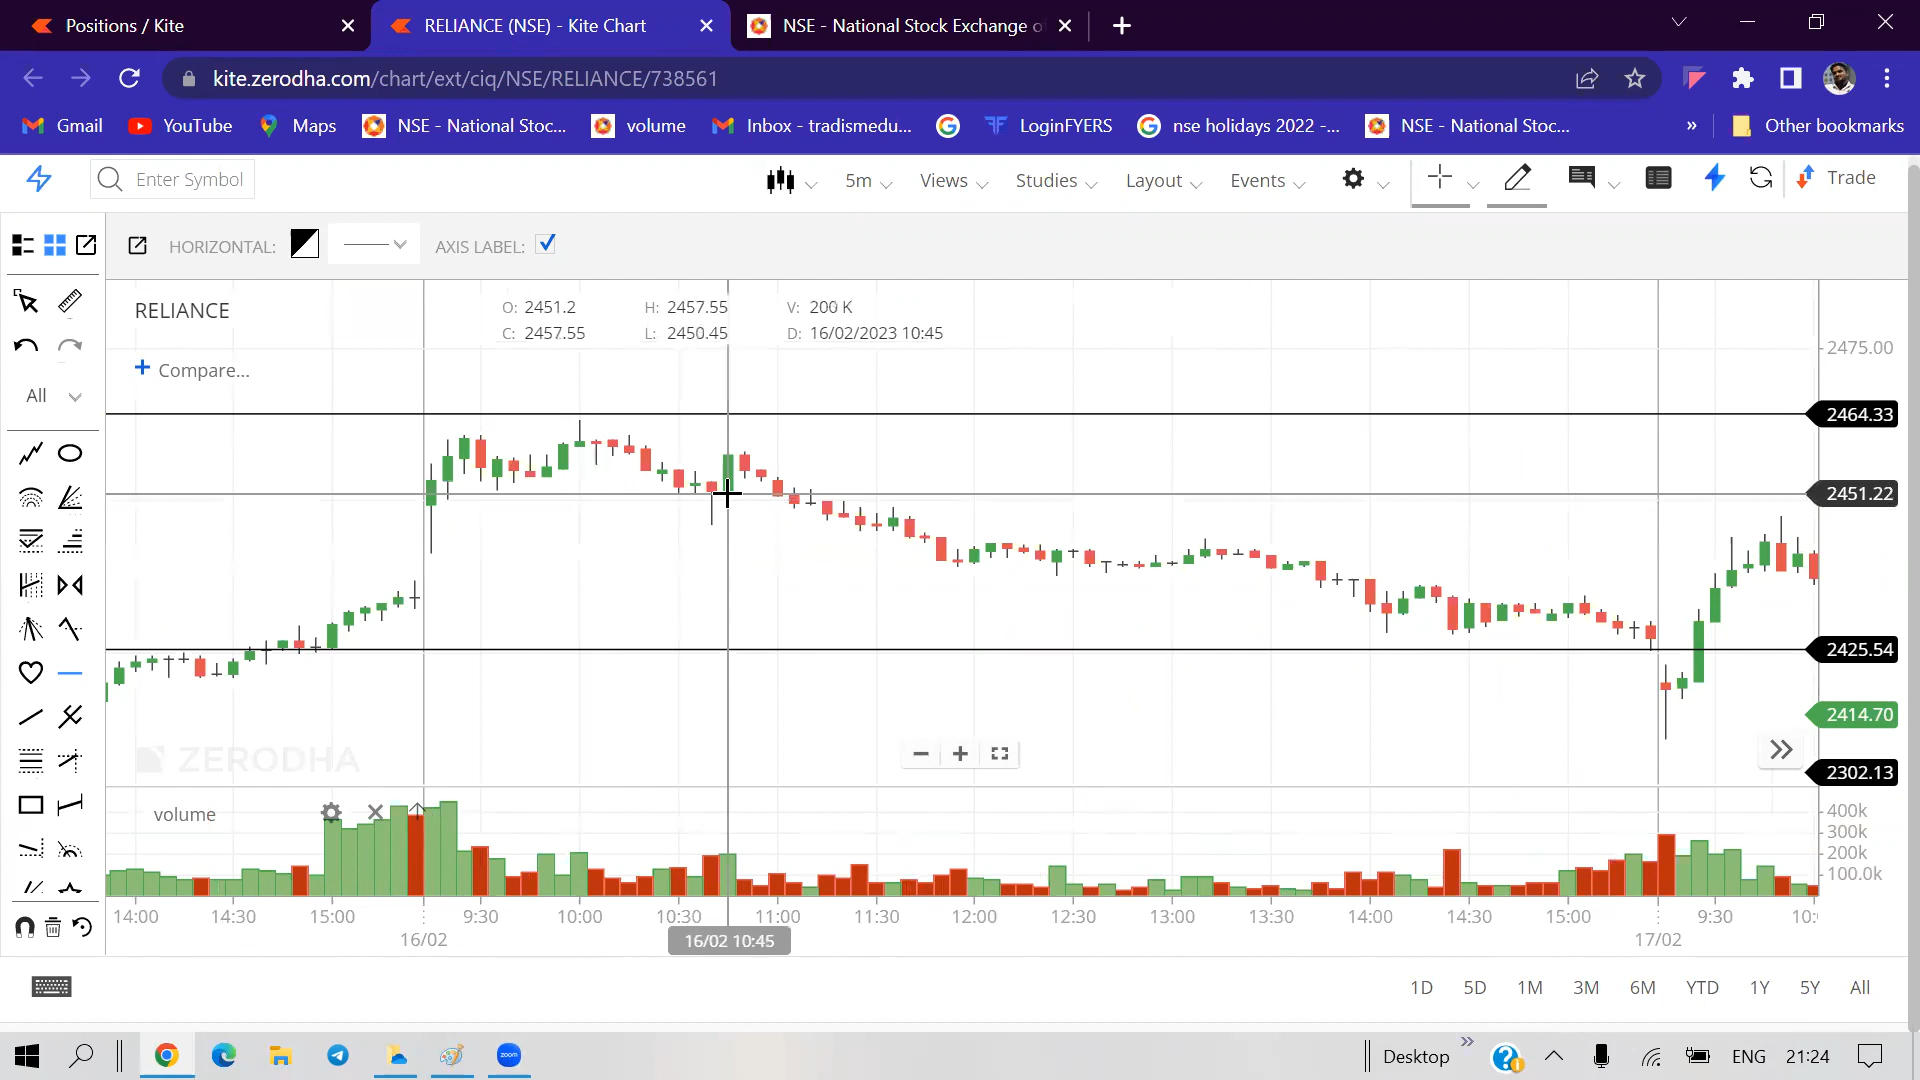 Positions / Kite
RELIANCE (NSE) - Kite Chart
NSE - National Stock Exchange o
kite.zerodha.com/chart/ext/ciq/NSE/RELIANCE/738561
Gmail
YouTube
Maps
NSE - National Stoc...
volume
Inbox - tradismedu...
LoginFYERS
nse holidays 2022 -...
NSE - National Stoc...
»
Other bookmarks
Enter Symbol
5m
Views
Studies
Layout
Events
Trade
HORIZONTAL:
AXIS LABEL:
RELIANCE
O: 2451.2 H: 2457.55 V: 200 K
C: 2457.55 L: 2450.45 D: 16/02/2023 10:45
+ Compare...
All
2475.00
2464.33
2451.22
2425.54
2414.70
2302.13
ZERODHA
volume
400k
300k
200k
100.0k
14:00 14:30 15:00 9:30 10:00 10:30 11:00 11:30 12:00 12:30 13:00 13:30 14:00 14:30 15:00 9:30 10:
16/02 16/02 10:45 17/02
1D 5D 1M 3M 6M YTD 1Y 5Y All
zoom
Desktop
ENG 21:24